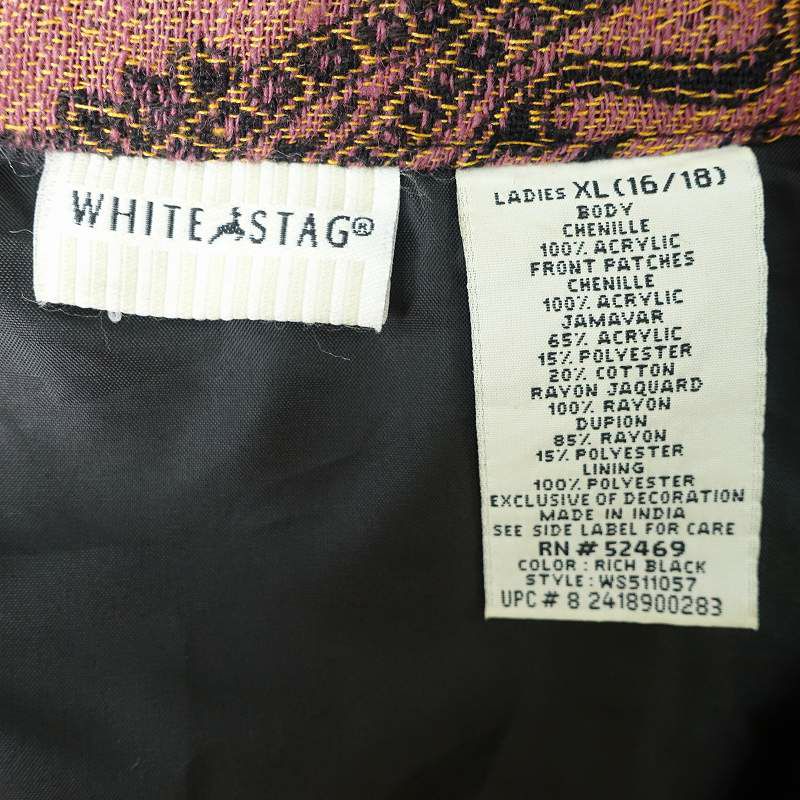 WHITE STAG®
LADIES XL (16/18)
BODY
CHENILLE
100% ACRYLIC
FRONT PATCHES
CHENILLE
100% ACRYLIC
JAMAVAR
65% ACRYLIC
15% POLYESTER
20% COTTON
RAYON JAQUARD
100% RAYON
DUPION
85% RAYON
15% POLYESTER
LINING
100% POLYESTER
EXCLUSIVE OF DECORATION
MADE IN INDIA
SEE SIDE LABEL FOR CARE
RN # 52469
COLOR : RICH BLACK
STYLE : WS511057
UPC # 8 2418900283